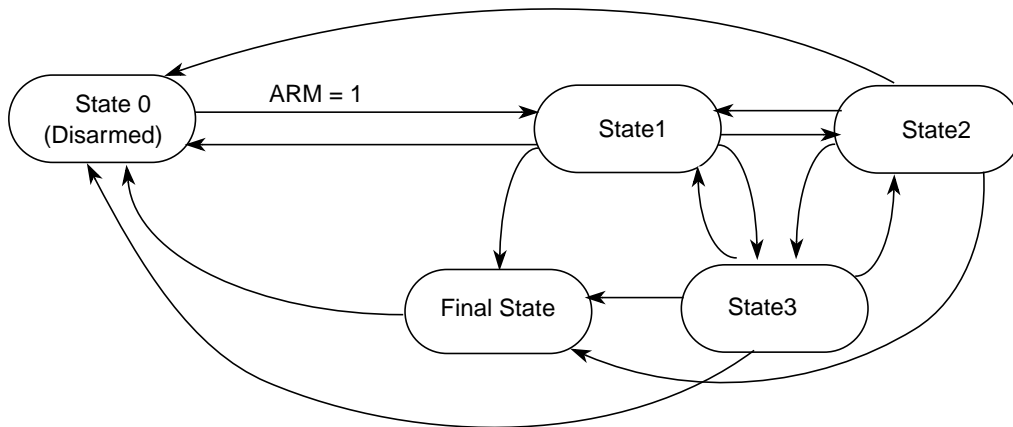 State 0
(Disarmed)
ARM = 1
State1
State2
Final State
State3